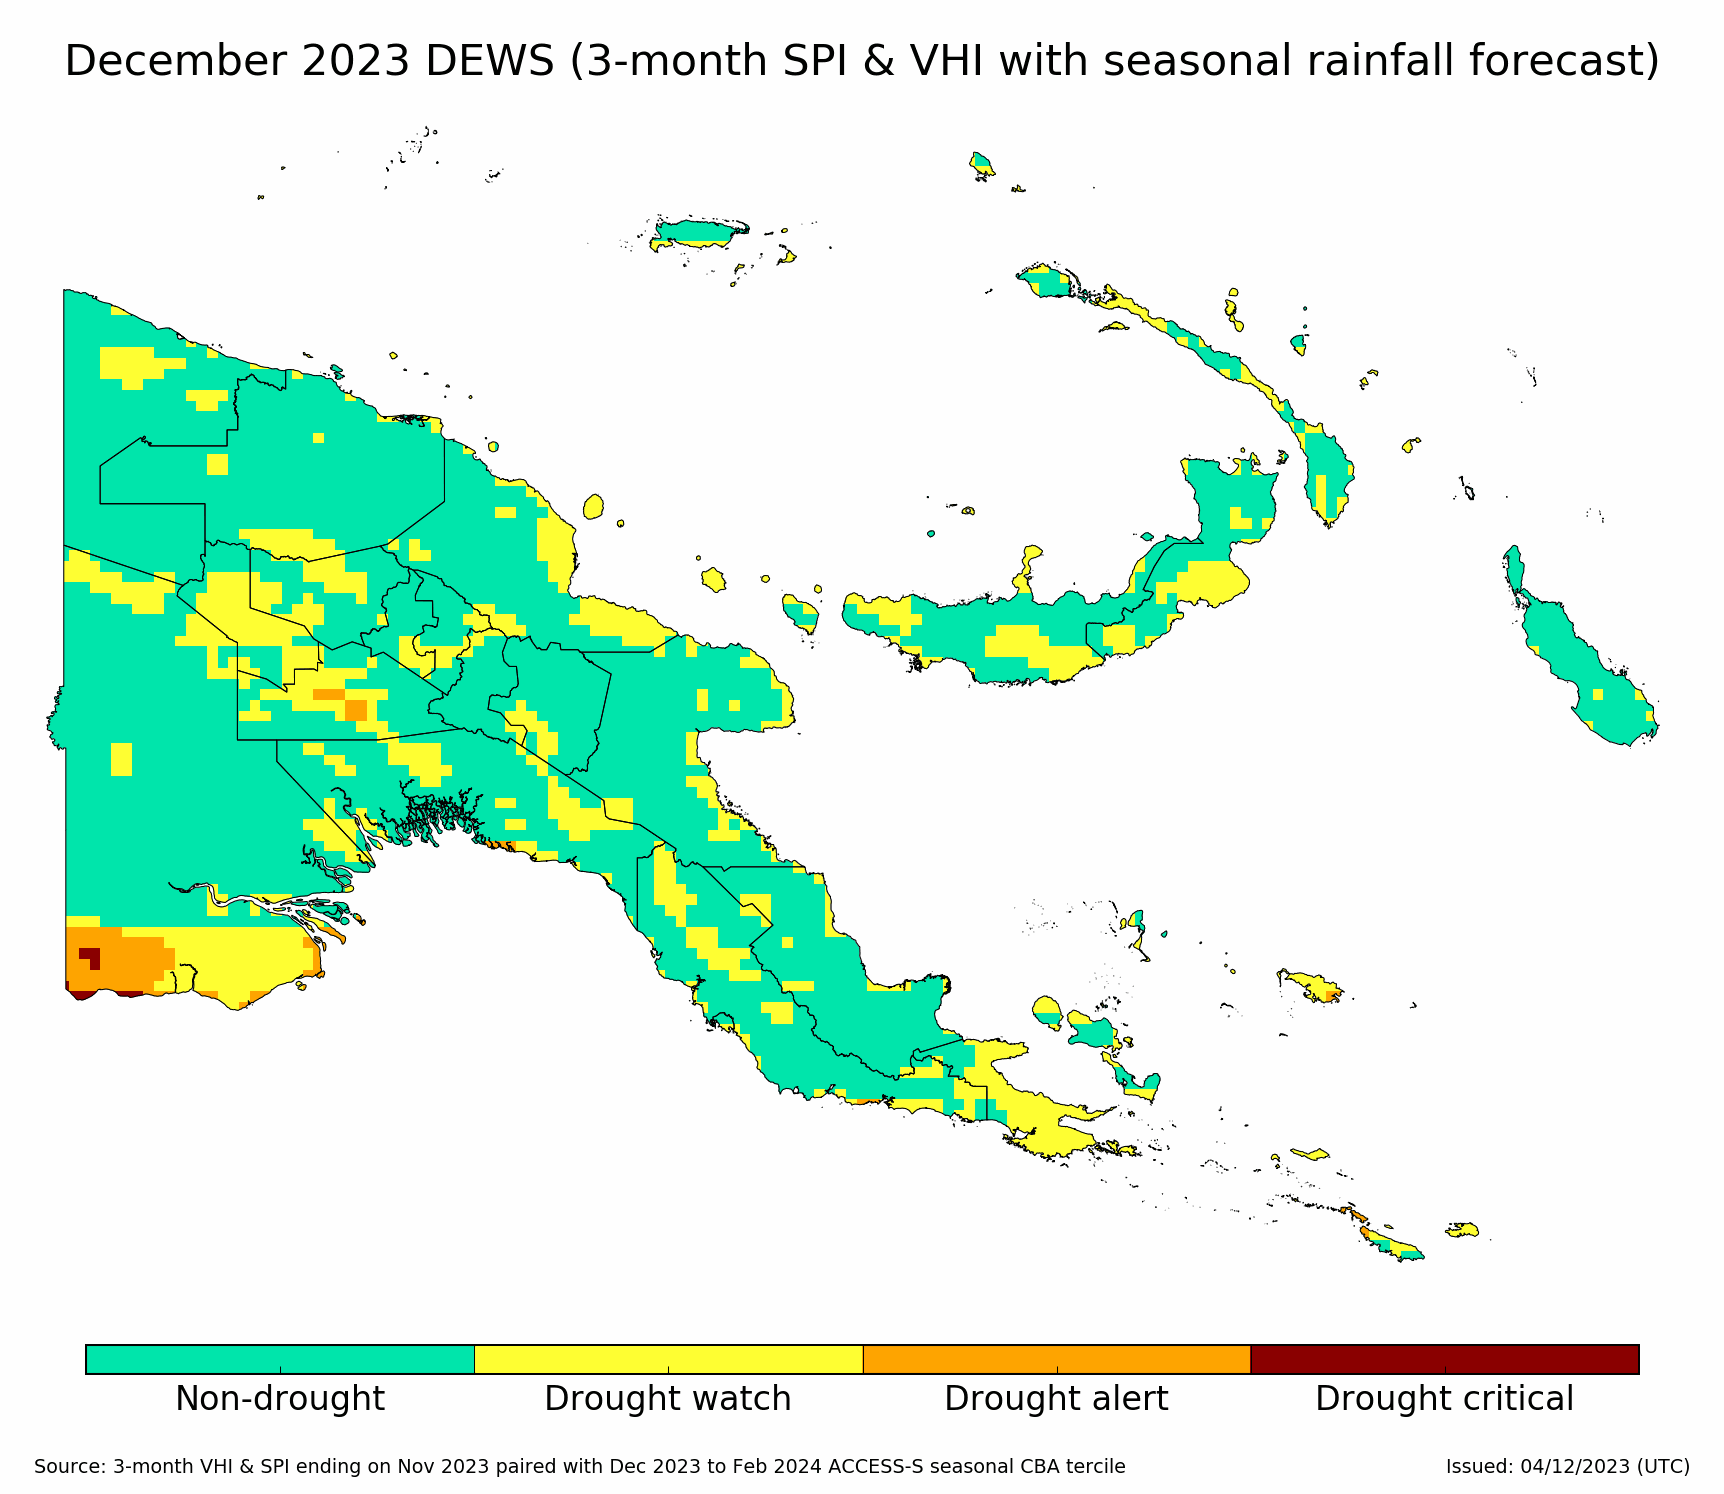 December 2023 DEWS (3-month SPI & VHI with seasonal rainfall forecast)
Non-drought
Drought watch
Drought alert
Drought critical
Source: 3-month VHI & SPI ending on Nov 2023 paired with Dec 2023 to Feb 2024 ACCESS-S seasonal CBA tercile
Issued: 04/12/2023 (UTC)